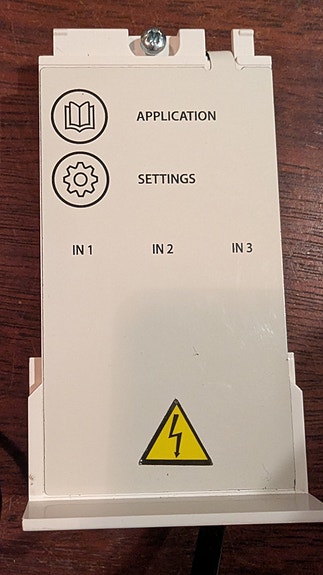 APPLICATION
SETTINGS
IN 1 IN 2 IN 3